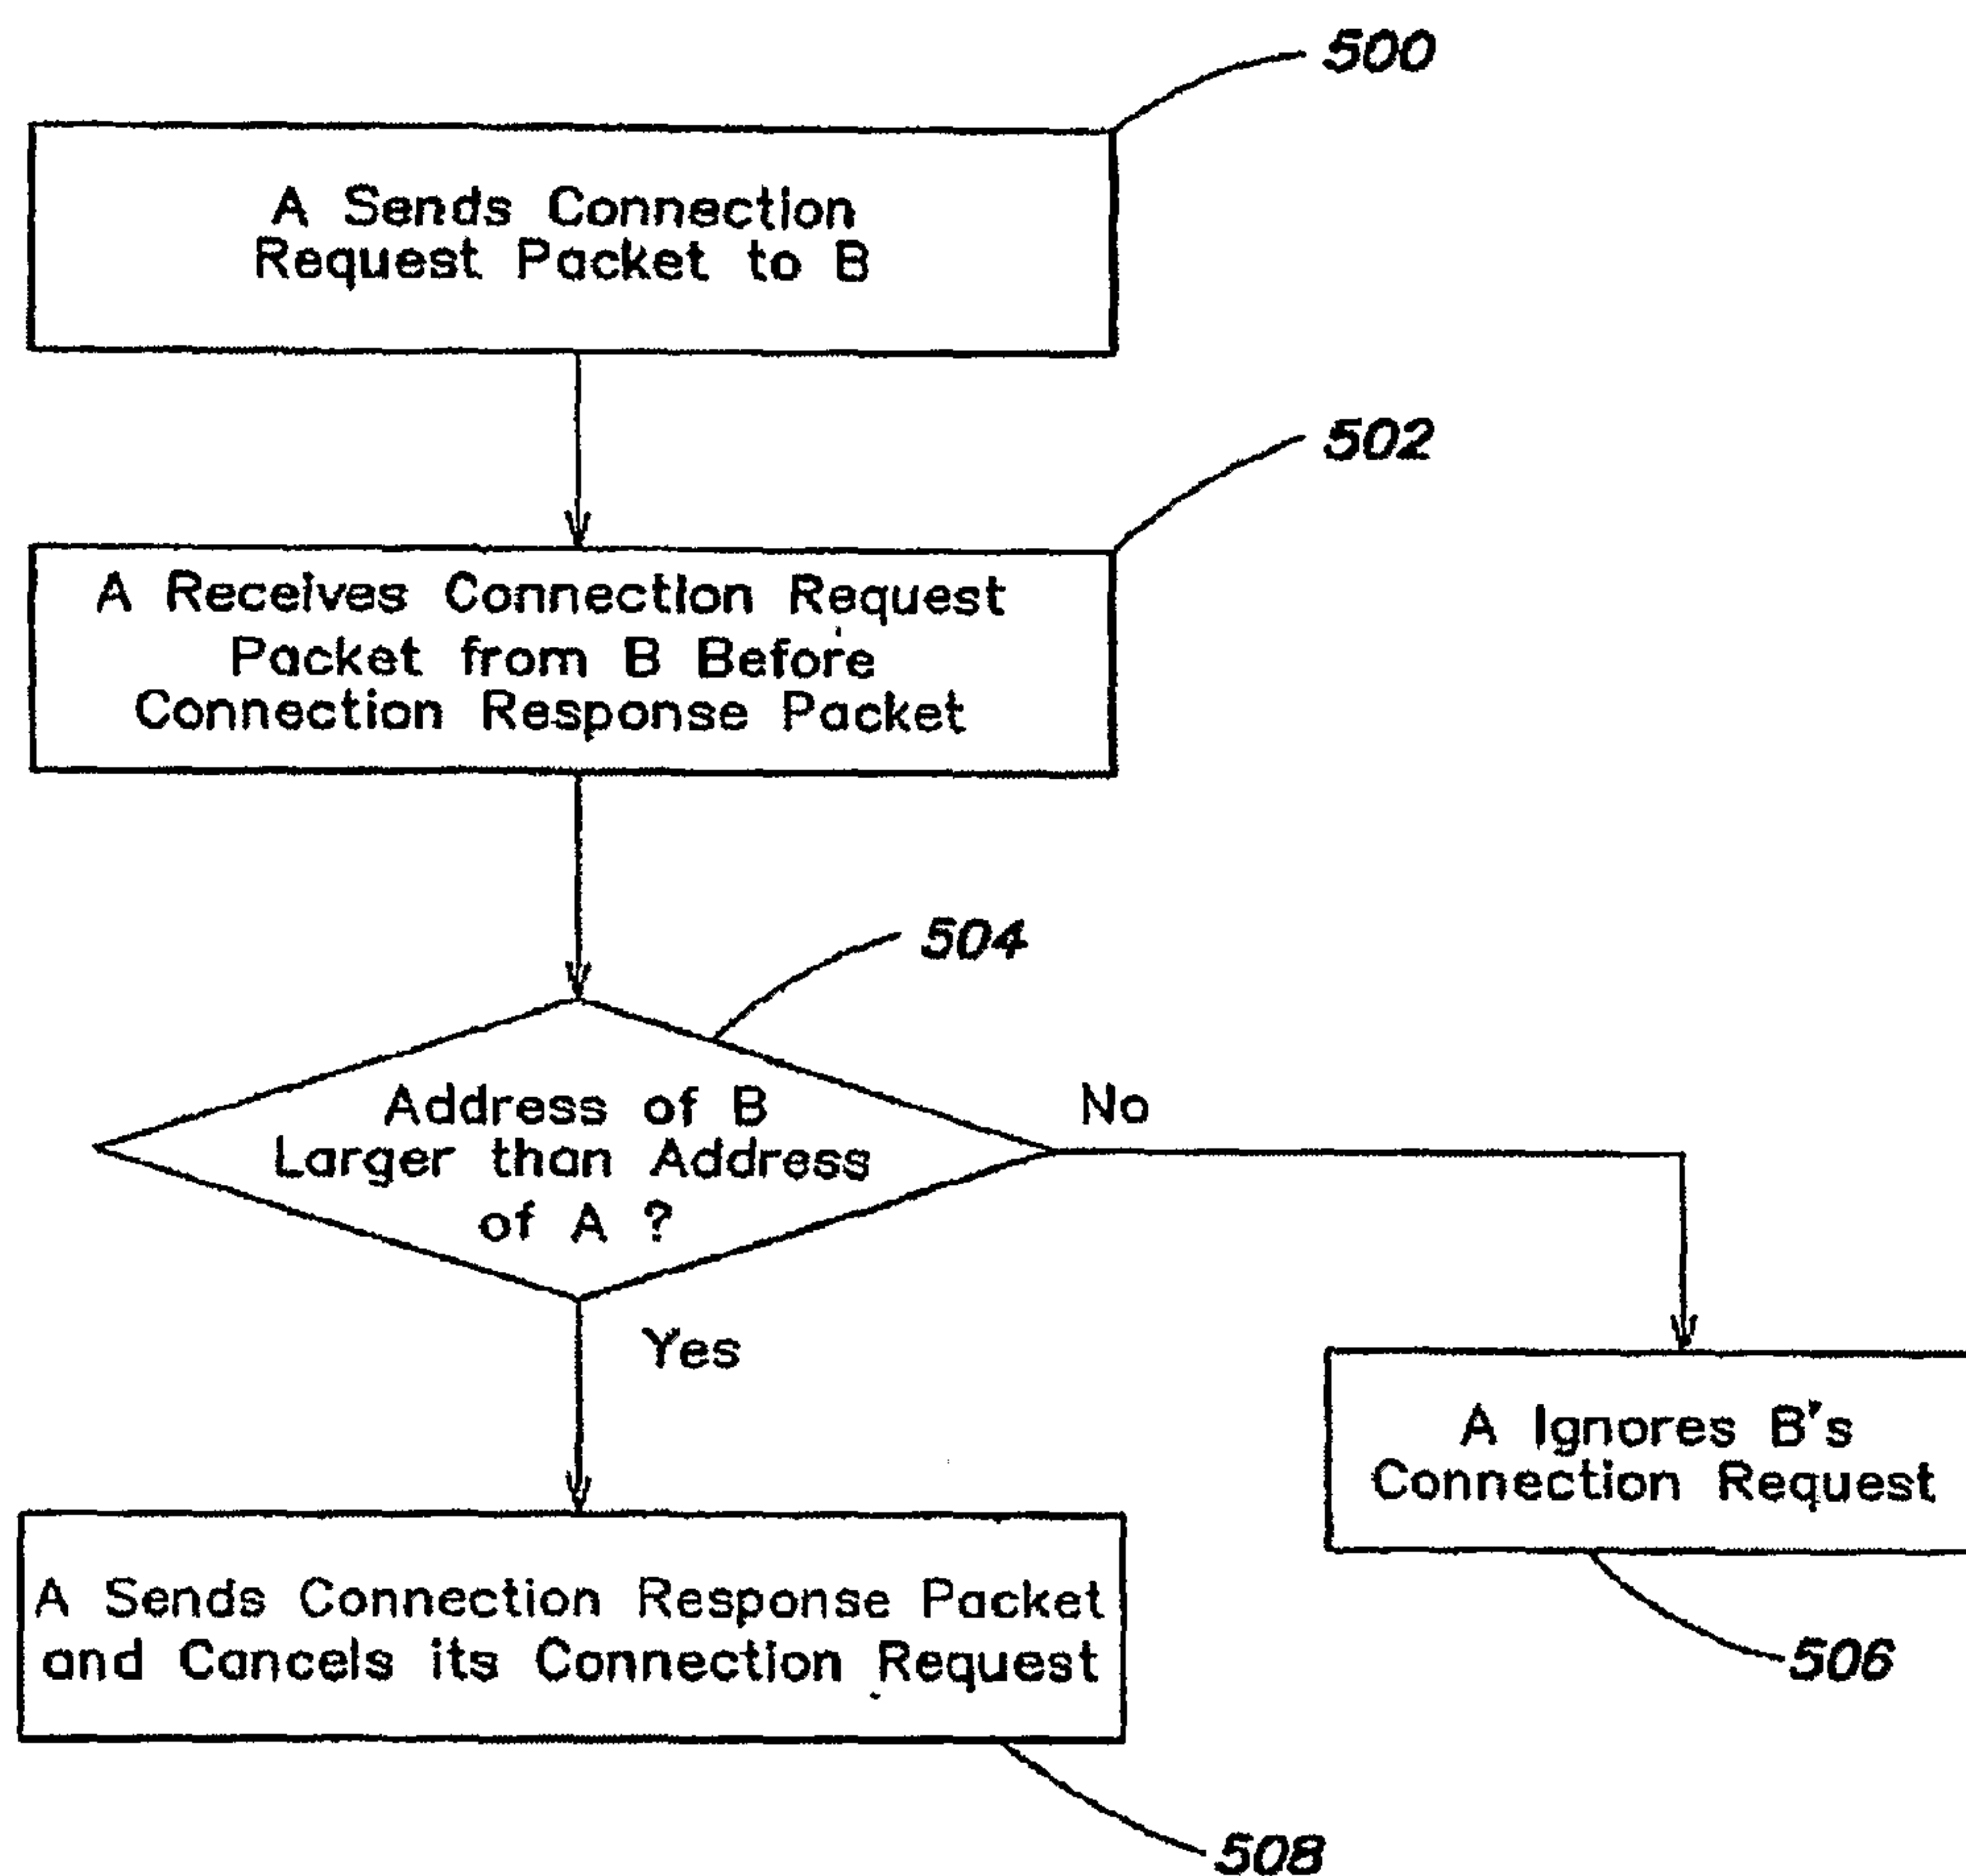 500
A Sends Connection
Request Packet to B
502
A Receives Connection Request
Packet from B Before
Connection Response Packet
504
Address of B
Larger than Address
of A ?
No
Yes
A Ignores B's
Connection Request
506
A Sends Connection Response Packet
and Cancels its Connection Request
508